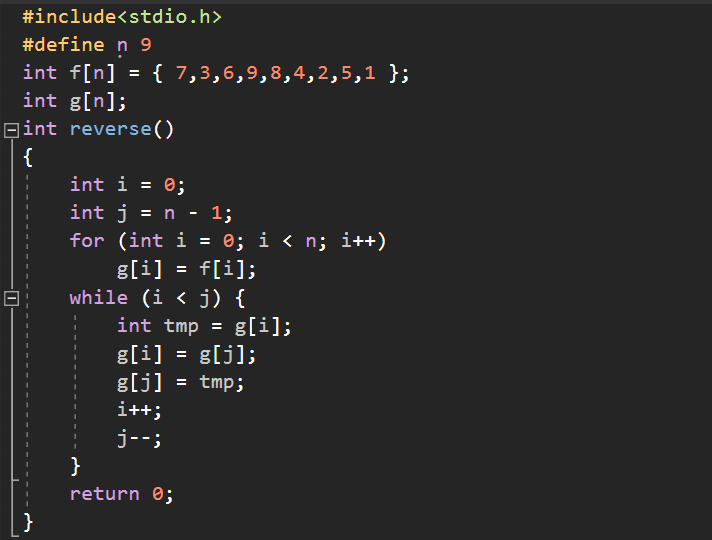 #include<stdio.h>
#define n 9
int f[n] = { 7,3,6,9,8,4,2,5,1 };
int g[n];
int reverse()
{
    int i = 0;
    int j = n - 1;
    for (int i = 0; i < n; i++)
        g[i] = f[i];
    while (i < j) {
        int tmp = g[i];
        g[i] = g[j];
        g[j] = tmp;
        i++;
        j--;
    }
    return 0;
}